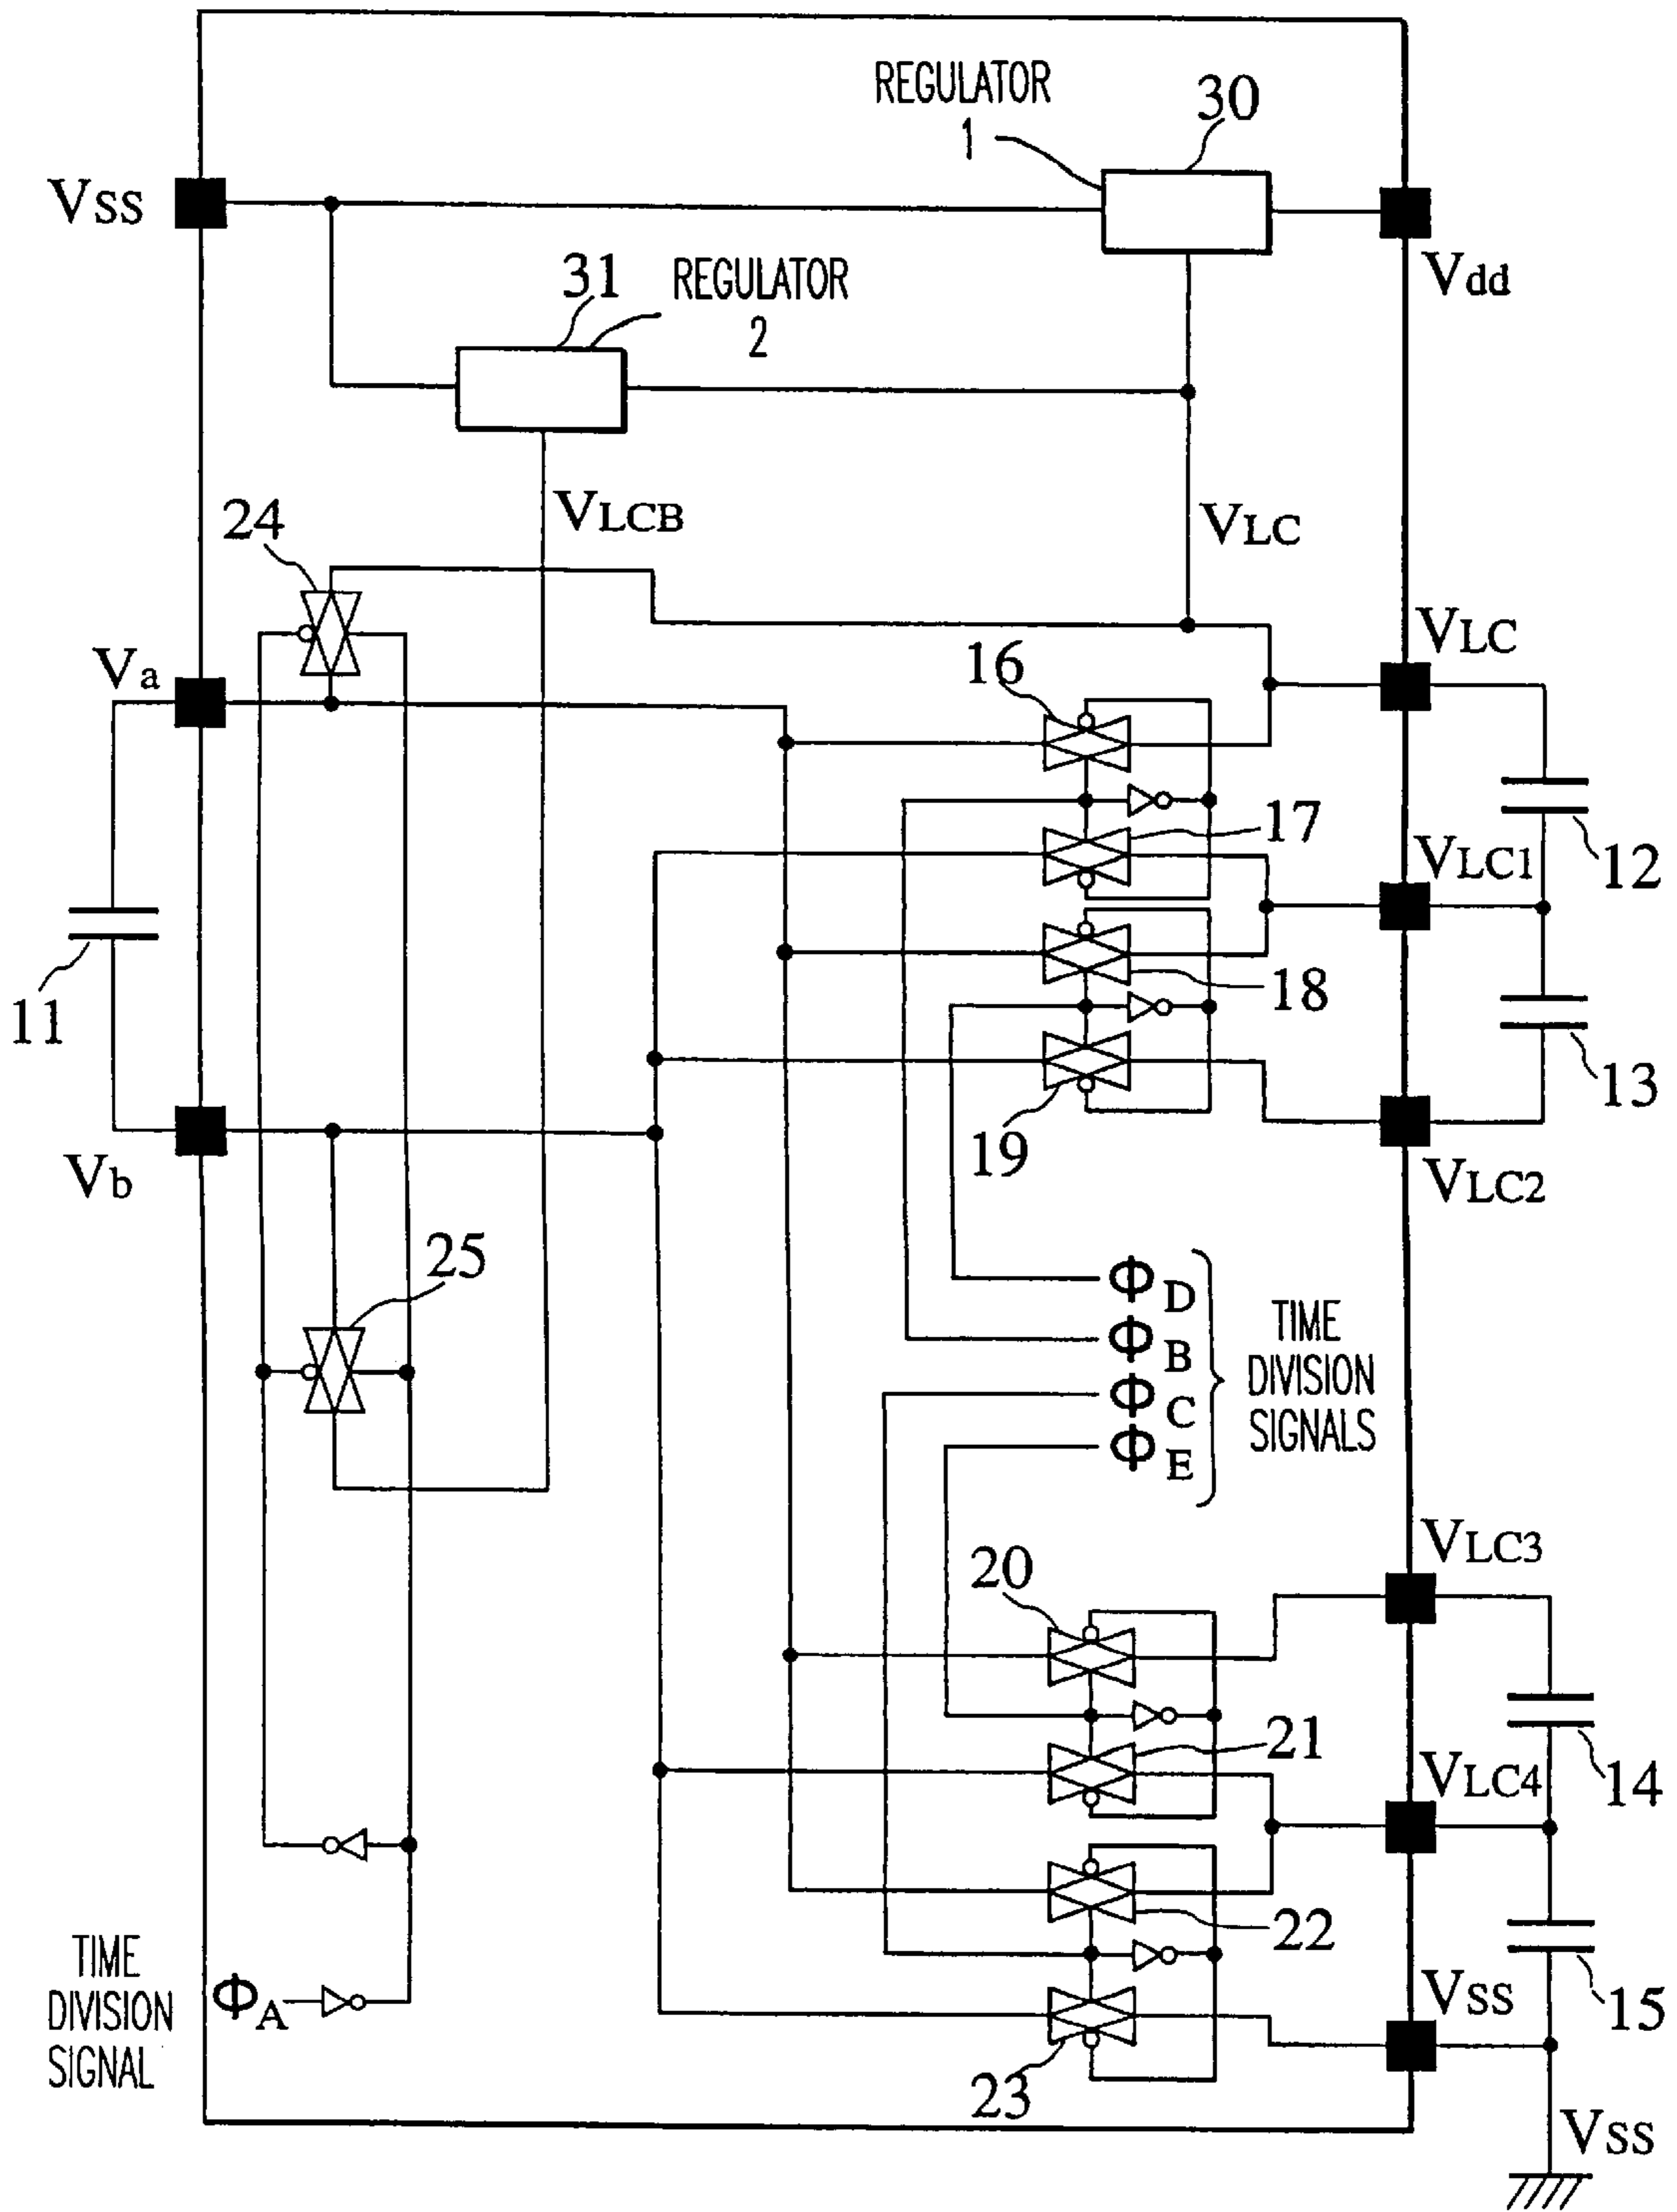 REGULATOR
1
30
VSS
Vdd
31
REGULATOR
2
24
VLCB
VLC
Va
16
VLC
17
VLC1
12
11
18
13
19
Vb
VLC2
25
ΦD
ΦB
ΦC
ΦE
TIME
DIVISION
SIGNALS
VLC3
20
21
VLC4
14
22
TIME
DIVISION
SIGNAL
ΦA
VSS
15
23
VSS